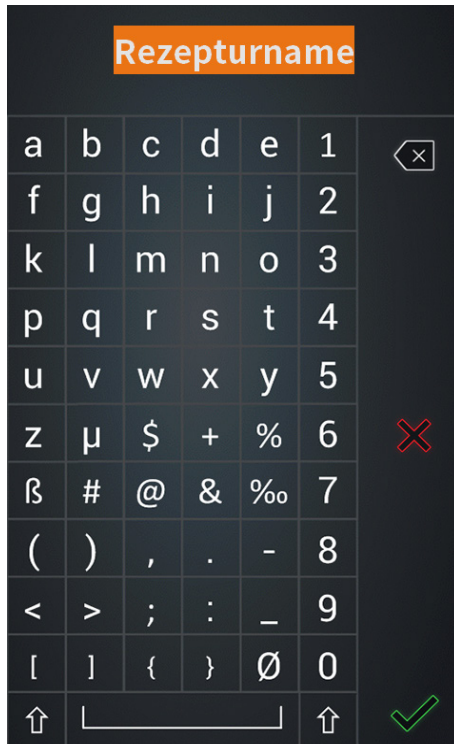 Rezepturname
a b c d e 1
f g h i j 2
k l m n o 3
p q r s t 4
u v w x y 5
z µ $ + % 6
ß # @ & ‰ 7
( ) , . - 8
< > ; : _ 9
[ ] { } Ø 0